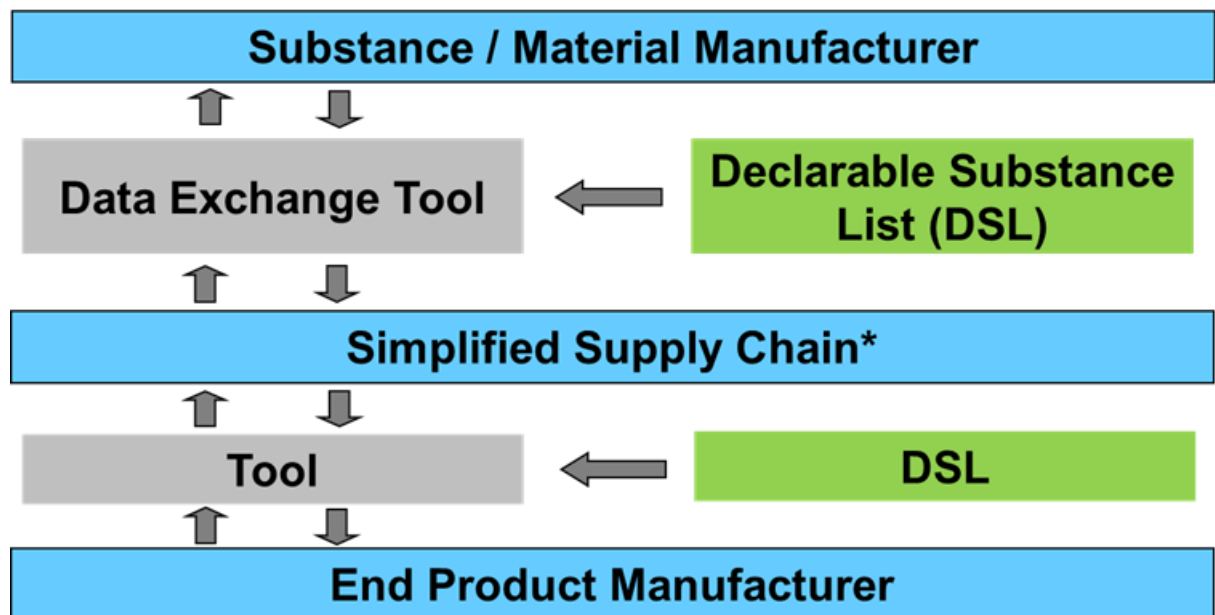 Substance / Material Manufacturer
Data Exchange Tool
Declarable Substance
List (DSL)
Simplified Supply Chain*
Tool
DSL
End Product Manufacturer